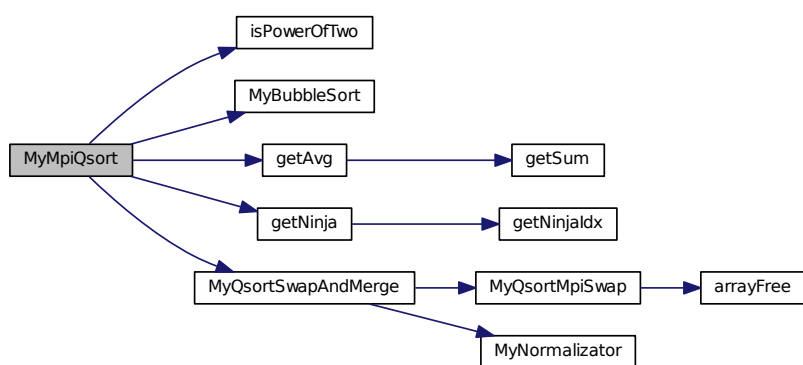 isPowerOfTwo
MyBubbleSort
MyMpiQsort
getAvg
getSum
getNinja
getNinjaIdx
MyQsortSwapAndMerge
MyQsortMpiSwap
arrayFree
MyNormalizator